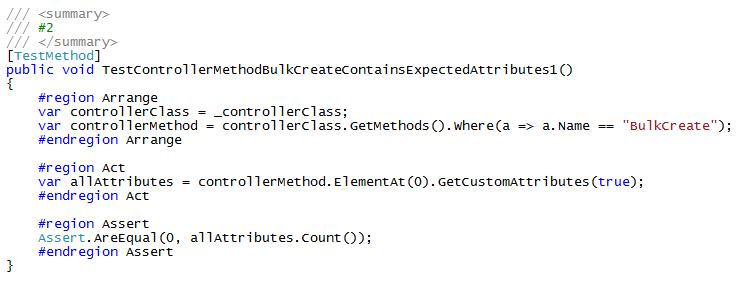 /// <summary>
/// #2
/// </summary>
[TestMethod]
public void TestControllerMethodBulkCreateContainsExpectedAttributes1()
{
    #region Arrange
    var controllerClass = _controllerClass;
    var controllerMethod = controllerClass.GetMethods().Where(a => a.Name == "BulkCreate");
    #endregion Arrange

    #region Act
    var allAttributes = controllerMethod.ElementAt(0).GetCustomAttributes(true);
    #endregion Act

    #region Assert
    Assert.AreEqual(0, allAttributes.Count());
    #endregion Assert
}